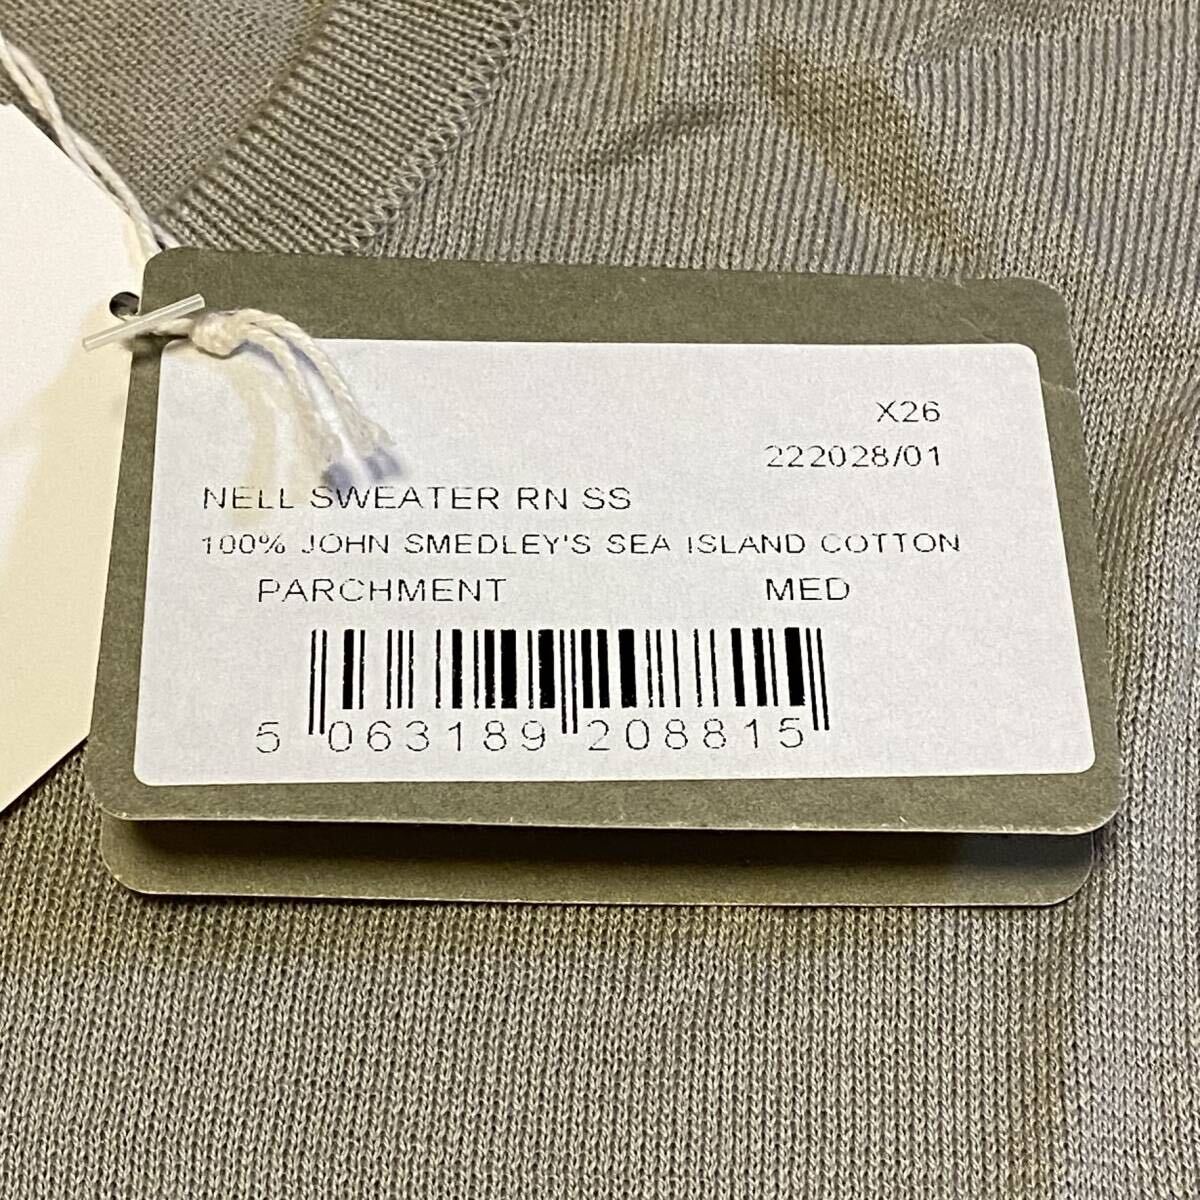 X26
222028/01
NELL SWEATER RN SS
100% JOHN SMEDLEY'S SEA ISLAND COTTON
PARCHMENT MED
5 063189 208815